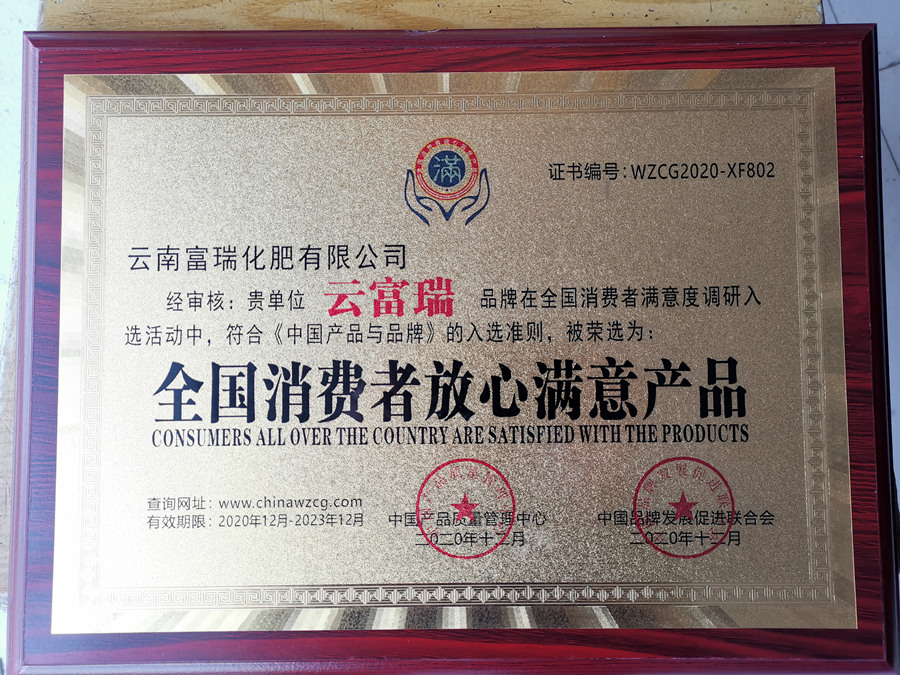 满
证书编号：WZCG2020-XF802
云南富瑞化肥有限公司
经审核：贵单位 云富瑞 品牌在全国消费者满意度调研入
选活动中，符合《中国产品与品牌》的入选准则，被荣选为：
全国消费者放心满意产品
CONSUMERS ALL OVER THE COUNTRY ARE SATISFIED WITH THE PRODUCTS
查询网址：www.chinawzcg.com
有效期限：2020年12月-2023年12月
中国产品质量管理中心
二〇二〇年十二月
中国品牌发展促进联合会
二〇二〇年十二月